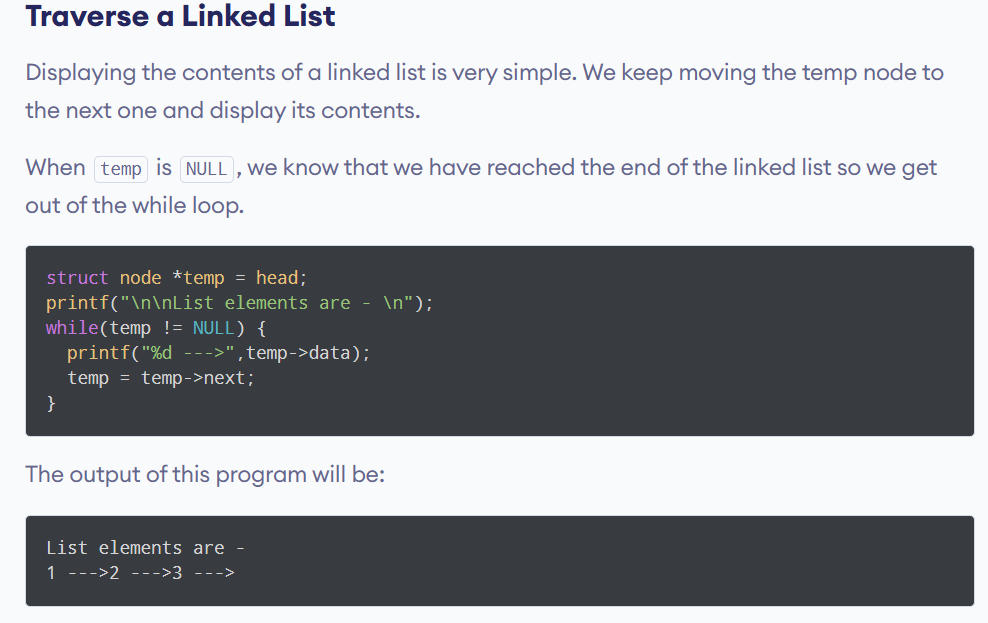 Traverse a Linked List
Displaying the contents of a linked list is very simple. We keep moving the temp node to
the next one and display its contents.
When temp is NULL, we know that we have reached the end of the linked list so we get
out of the while loop.
struct node *temp = head;
printf("\n\nList elements are - \n");
while(temp != NULL) {
  printf("%d --->",temp->data);
  temp = temp->next;
}
The output of this program will be:
List elements are -
1 --->2 --->3 --->